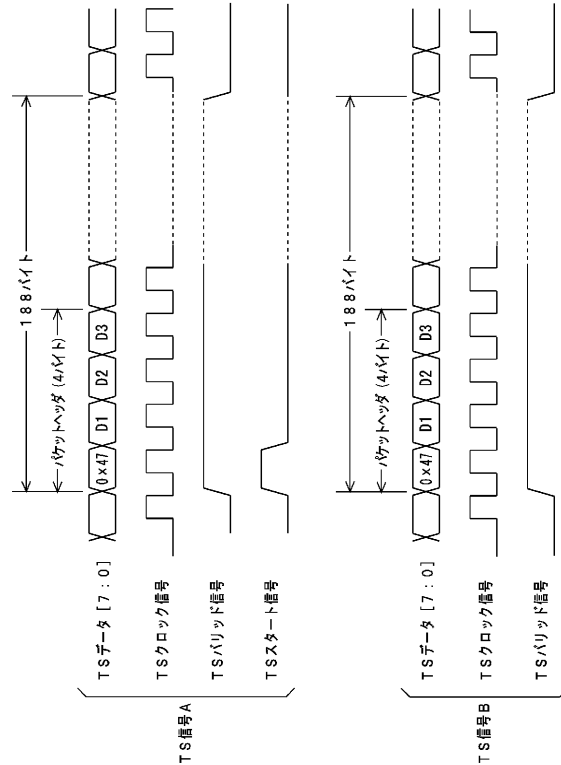 188バイト
パケットヘッダ(4バイト)
TSデータ[7:0]
0×47 D1 D2 D3
TSクロック信号
TSバリッド信号
TSスタート信号
TS信号A
188バイト
パケットヘッダ(4バイト)
TSデータ[7:0]
0×47 D1 D2 D3
TSクロック信号
TSバリッド信号
TS信号B